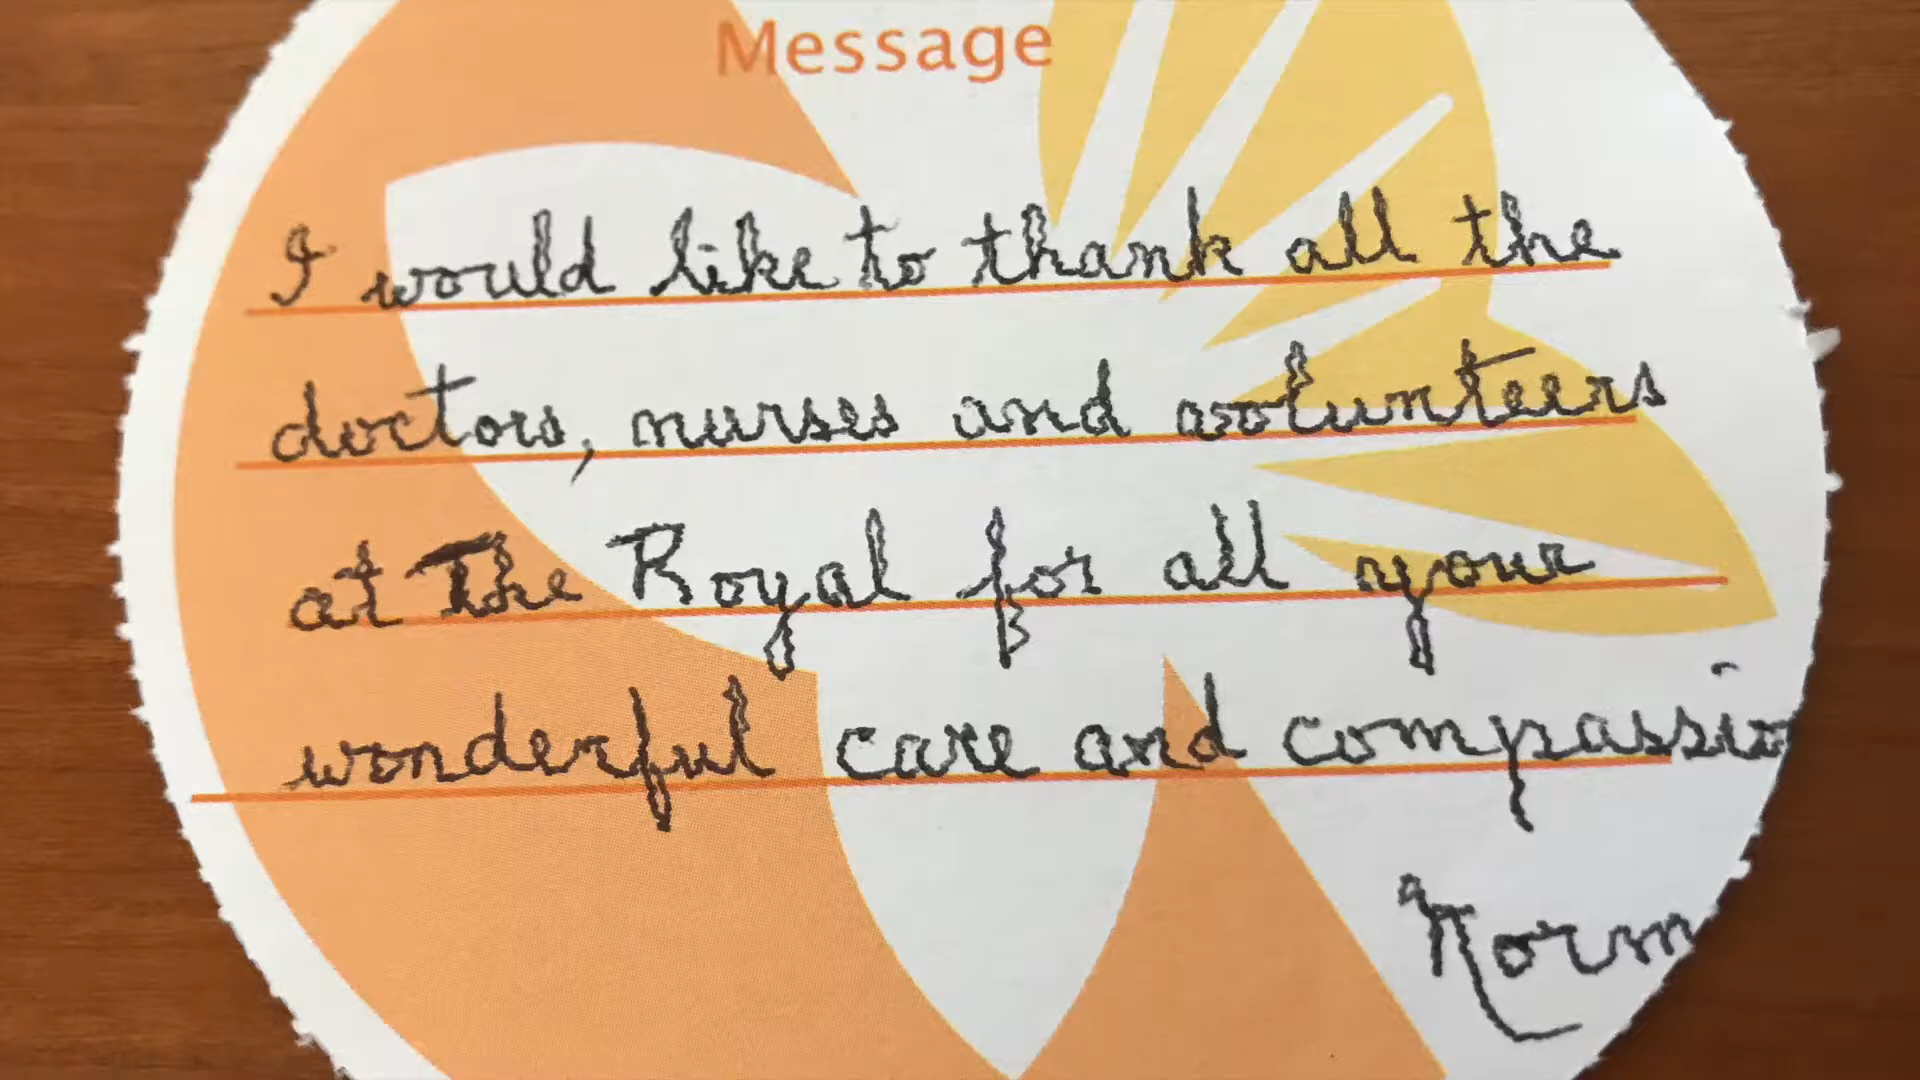 Message
I would like to thank all the
doctors, nurses and volunteers
at The Royal for all your
wonderful care and compassio
Norm